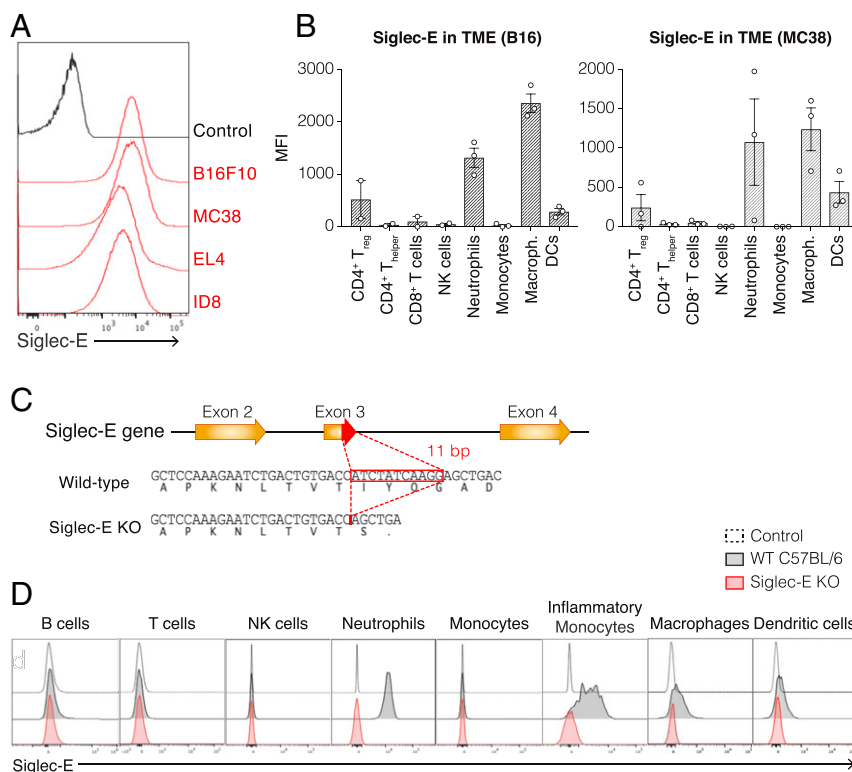 A
Control
B16F10
MC38
EL4
ID8
0 10³ 10⁴ 10⁵
Siglec-E
B
Siglec-E in TME (B16)
MFI
3000
2000
1000
0
CD4⁺ Treg
CD4⁺ Thelper
CD8⁺ T cells
NK cells
Neutrophils
Monocytes
Macroph.
DCs
Siglec-E in TME (MC38)
2000
1500
1000
500
0
CD4⁺ Treg
CD4⁺ Thelper
CD8⁺ T cells
NK cells
Neutrophils
Monocytes
Macroph.
DCs
C
Exon 2 Exon 3 Exon 4
Siglec-E gene
11 bp
Wild-type GCTCCAAAGAATCTGACTGTGACCATCTATCAAGGAGCTGAC
A P K N L T V T I Y Q G A D
Siglec-E KO GCTCCAAAGAATCTGACTGTGACCAGCTGA
A P K N L T V T S .
Control
WT C57BL/6
Siglec-E KO
D
d
B cells T cells NK cells Neutrophils Monocytes Inflammatory Monocytes Macrophages Dendritic cells
Siglec-E